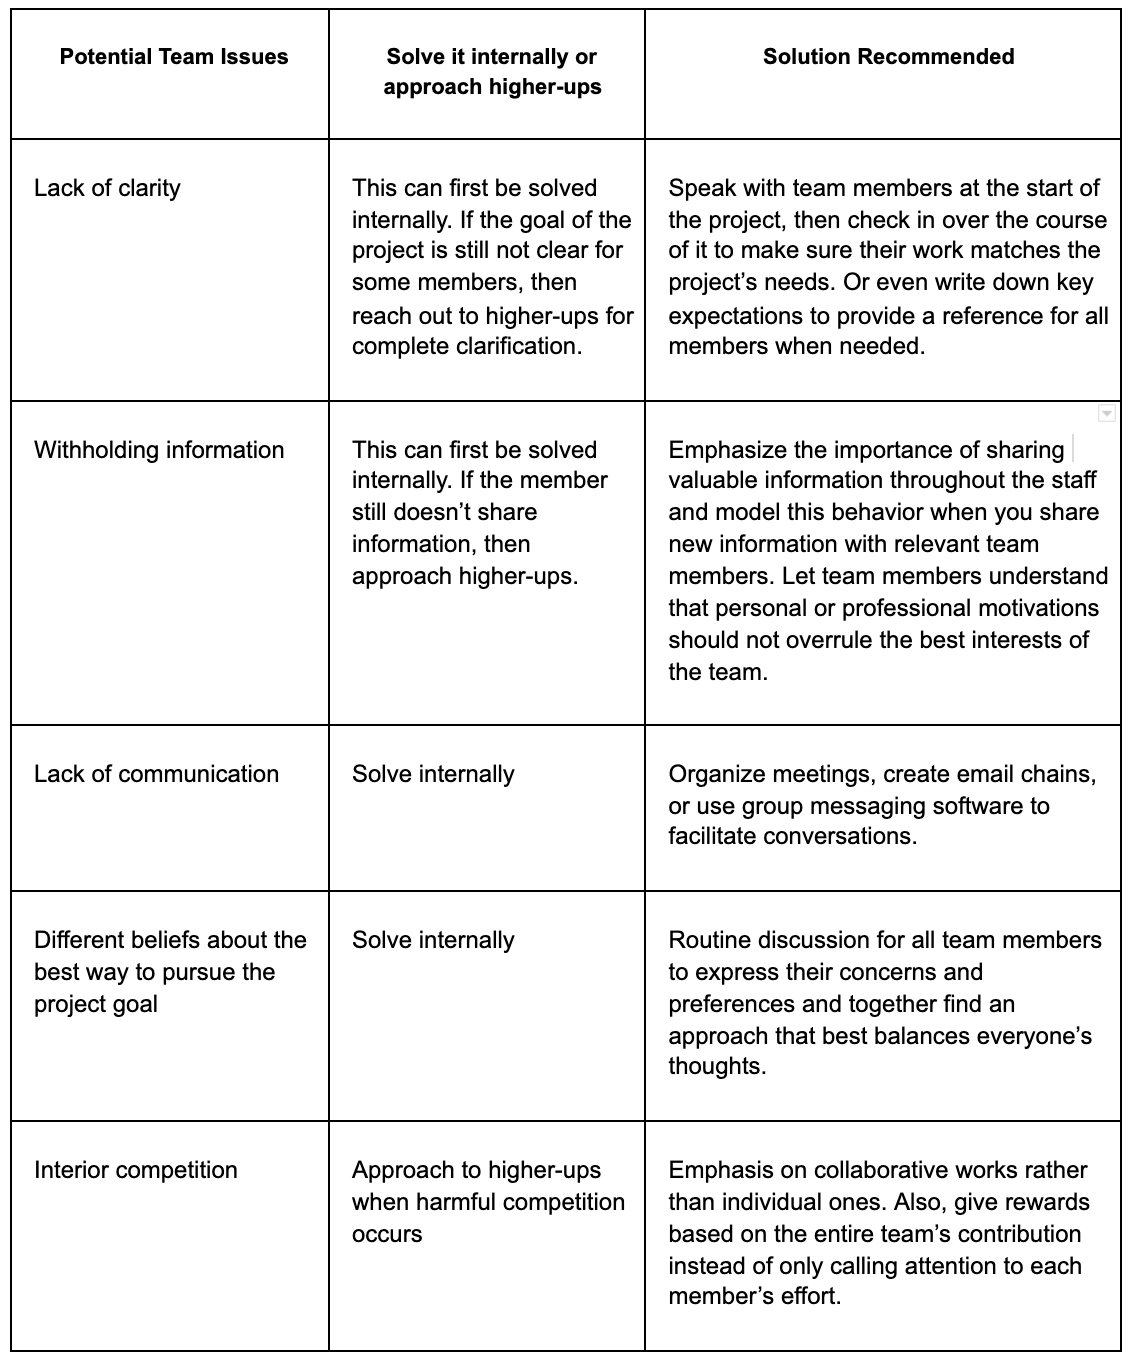 Potential Team Issues
Solve it internally or
approach higher-ups
Solution Recommended
Lack of clarity
This can first be solved
internally. If the goal of the
project is still not clear for
some members, then
reach out to higher-ups for
complete clarification.
Speak with team members at the start of
the project, then check in over the course
of it to make sure their work matches the
project’s needs. Or even write down key
expectations to provide a reference for all
members when needed.
Withholding information
This can first be solved
internally. If the member
still doesn’t share
information, then
approach higher-ups.
Emphasize the importance of sharing
valuable information throughout the staff
and model this behavior when you share
new information with relevant team
members. Let team members understand
that personal or professional motivations
should not overrule the best interests of
the team.
Lack of communication
Solve internally
Organize meetings, create email chains,
or use group messaging software to
facilitate conversations.
Different beliefs about the
best way to pursue the
project goal
Solve internally
Routine discussion for all team members
to express their concerns and
preferences and together find an
approach that best balances everyone’s
thoughts.
Interior competition
Approach to higher-ups
when harmful competition
occurs
Emphasis on collaborative works rather
than individual ones. Also, give rewards
based on the entire team’s contribution
instead of only calling attention to each
member’s effort.